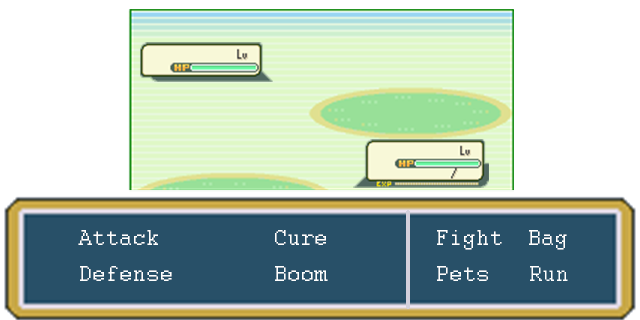 Lv
HP
Lv
HP
/
EXP
Attack Cure Fight Bag
Defense Boom Pets Run